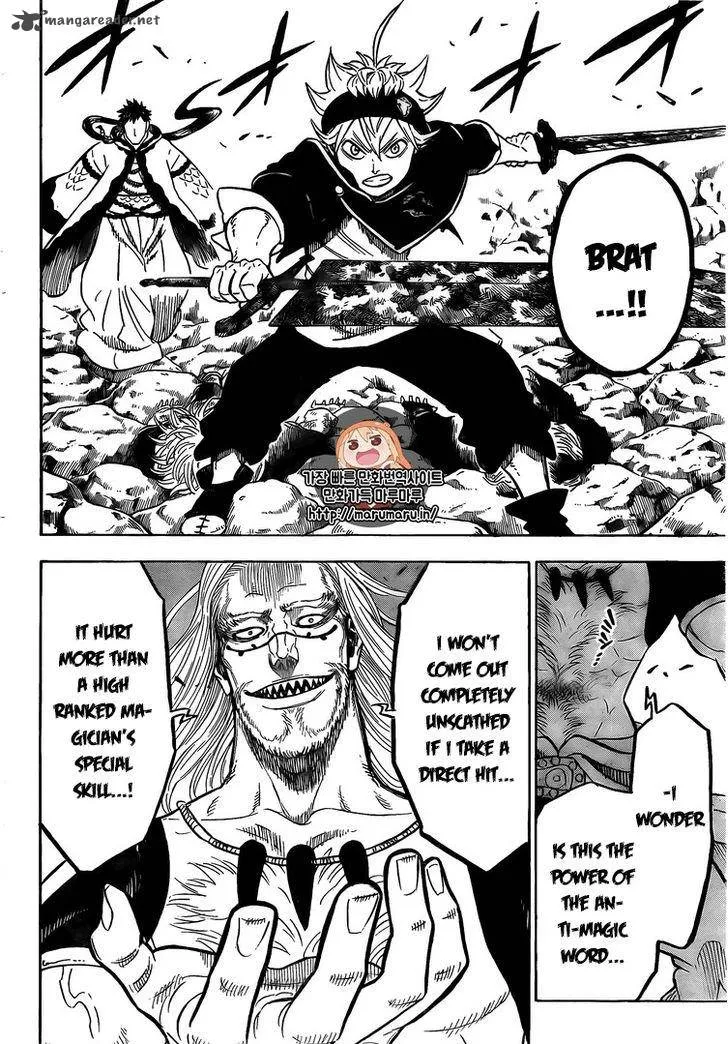 mangareader.net
BRAT
...!!
가장 빠른 만화번역사이트
만화가득 마루마루
http://marumaru.in/
-I
WONDER
IS THIS THE
POWER OF
THE AN-
TI-MAGIC
WORD...
I WON'T
COME OUT
COMPLETELY
UNSCATHED
IF I TAKE A
DIRECT HIT...
IT HURT
MORE THAN
A HIGH
RANKED MA-
GICIAN'S
SPECIAL
SKILL...!